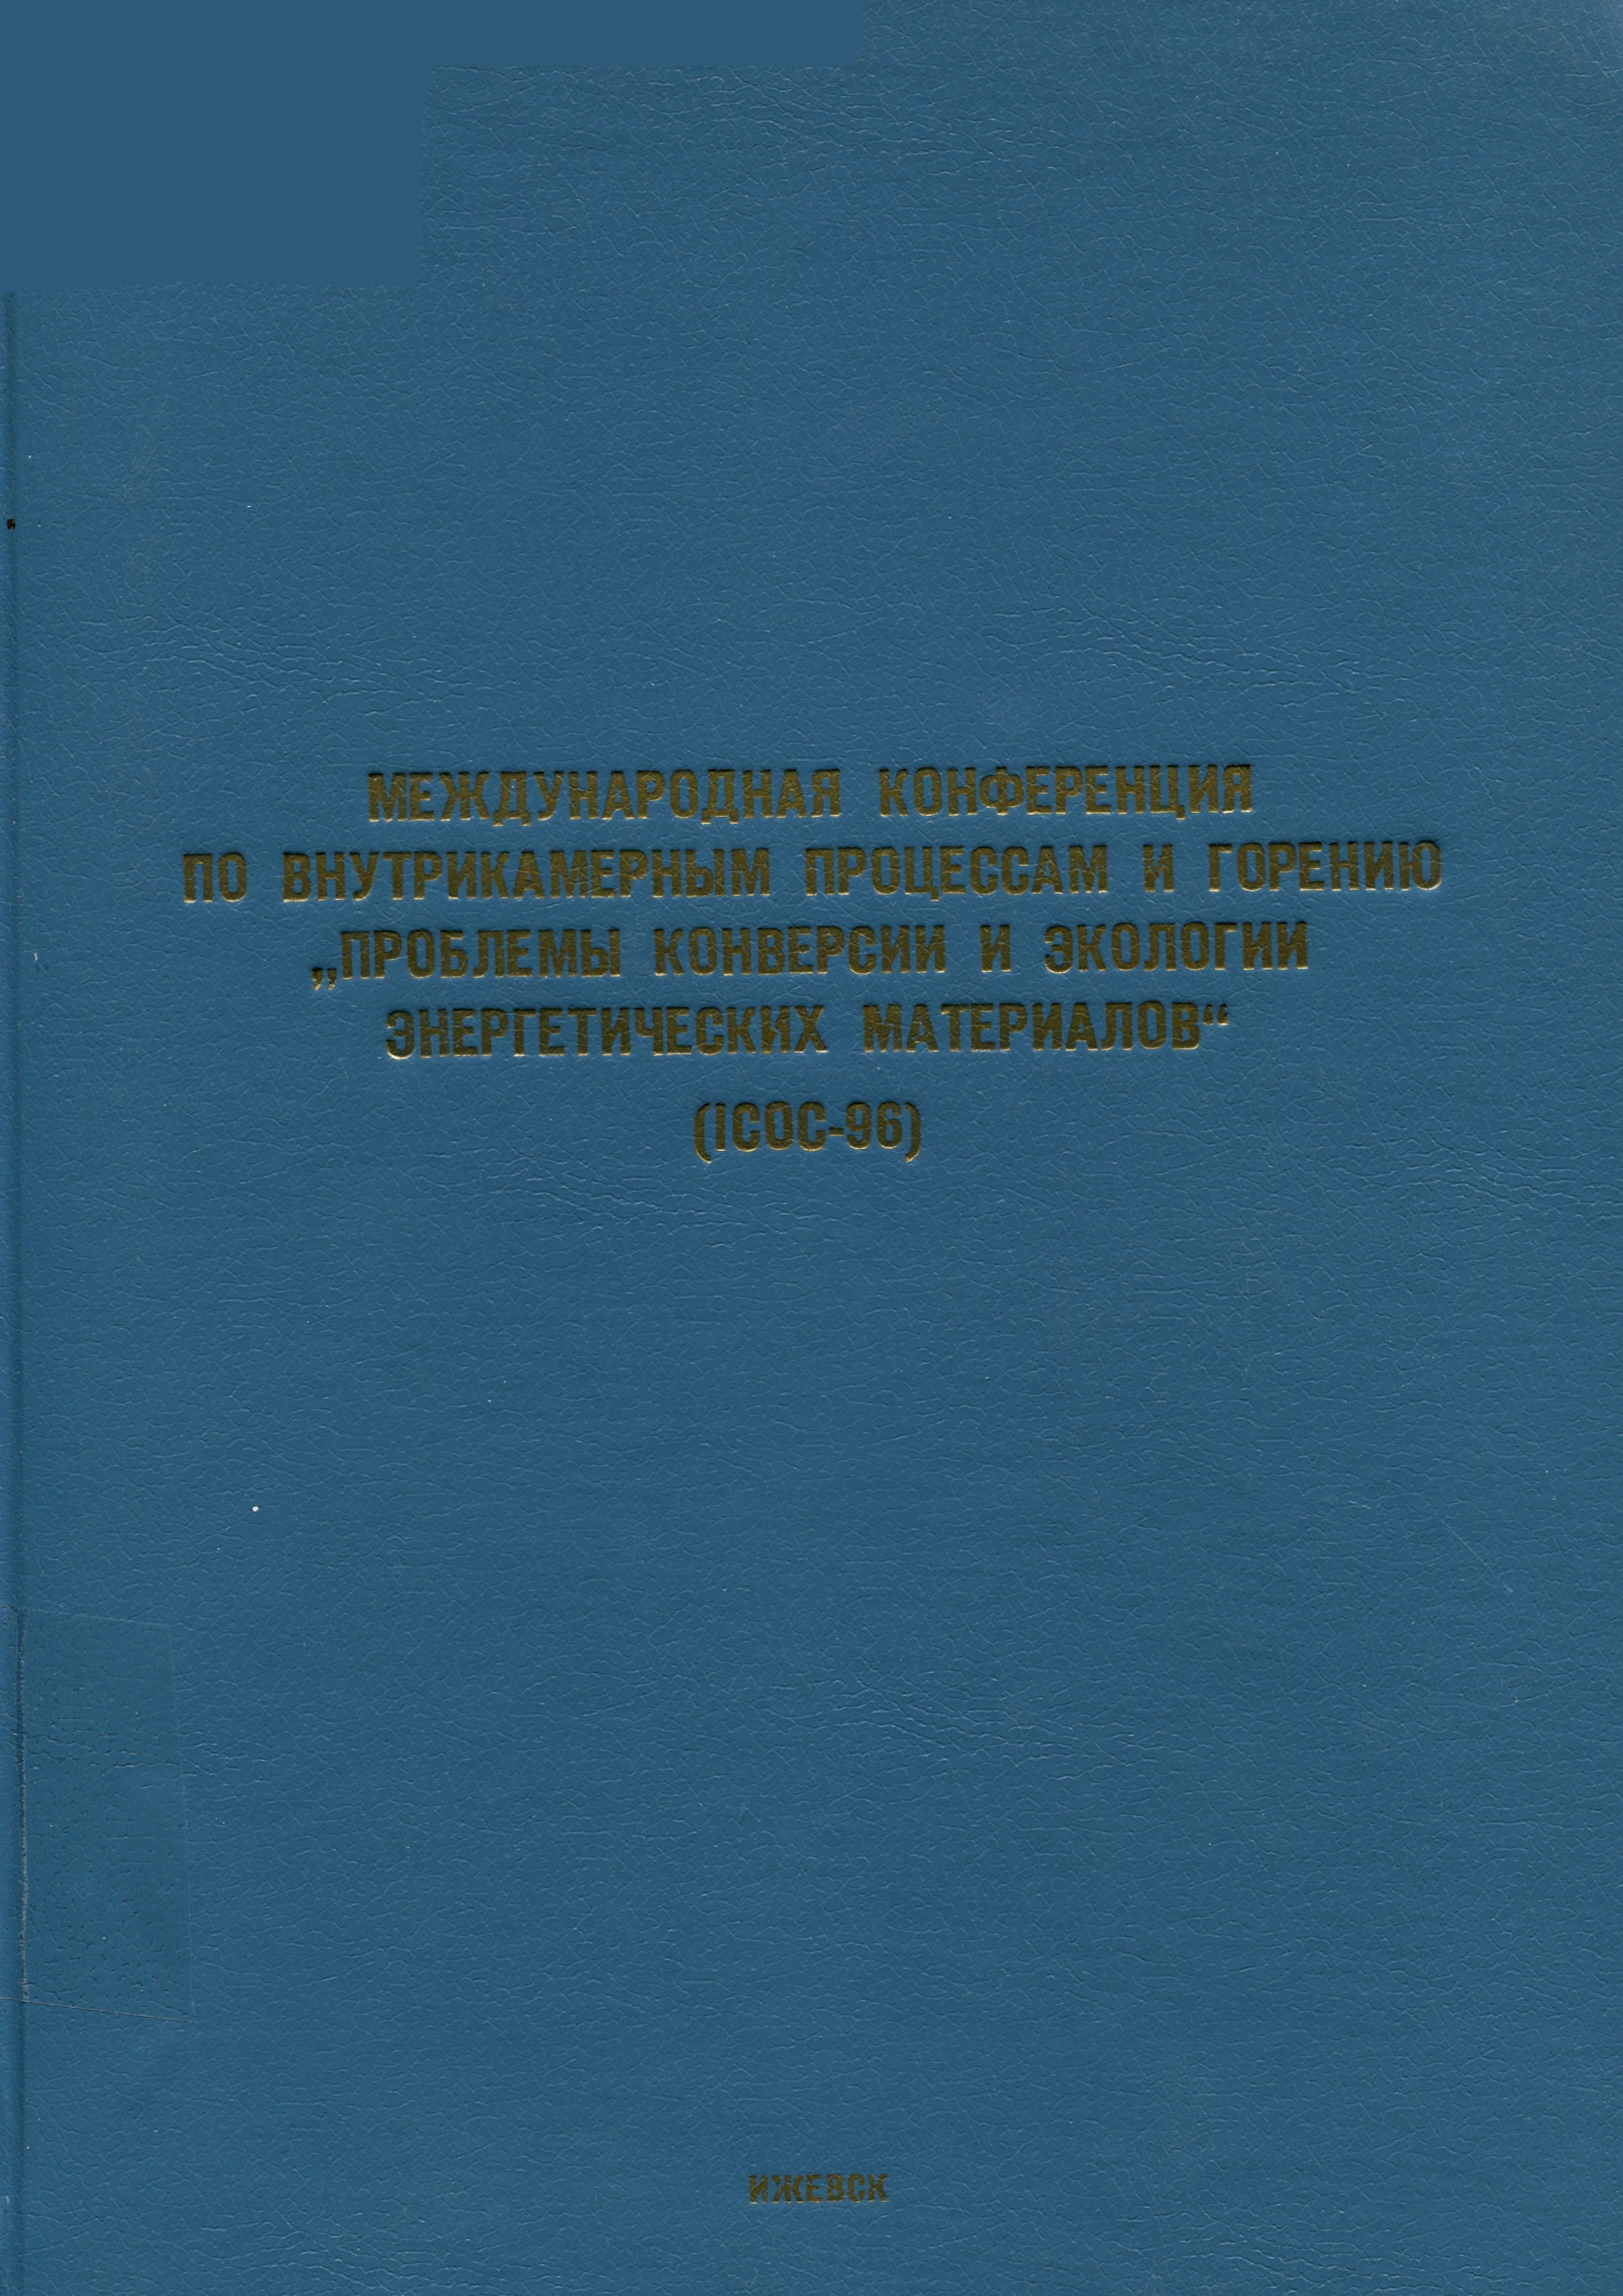 МЕЖДУНАРОДНАЯ КОНФЕРЕНЦИЯ
ПО ВНУТРИКАМЕРНЫМ ПРОЦЕССАМ И ГОРЕНИЮ
„ПРОБЛЕМЫ КОНВЕРСИИ И ЭКОЛОГИИ
ЭНЕРГЕТИЧЕСКИХ МАТЕРИАЛОВ“
(ICOC-96)
ИЖЕВСК